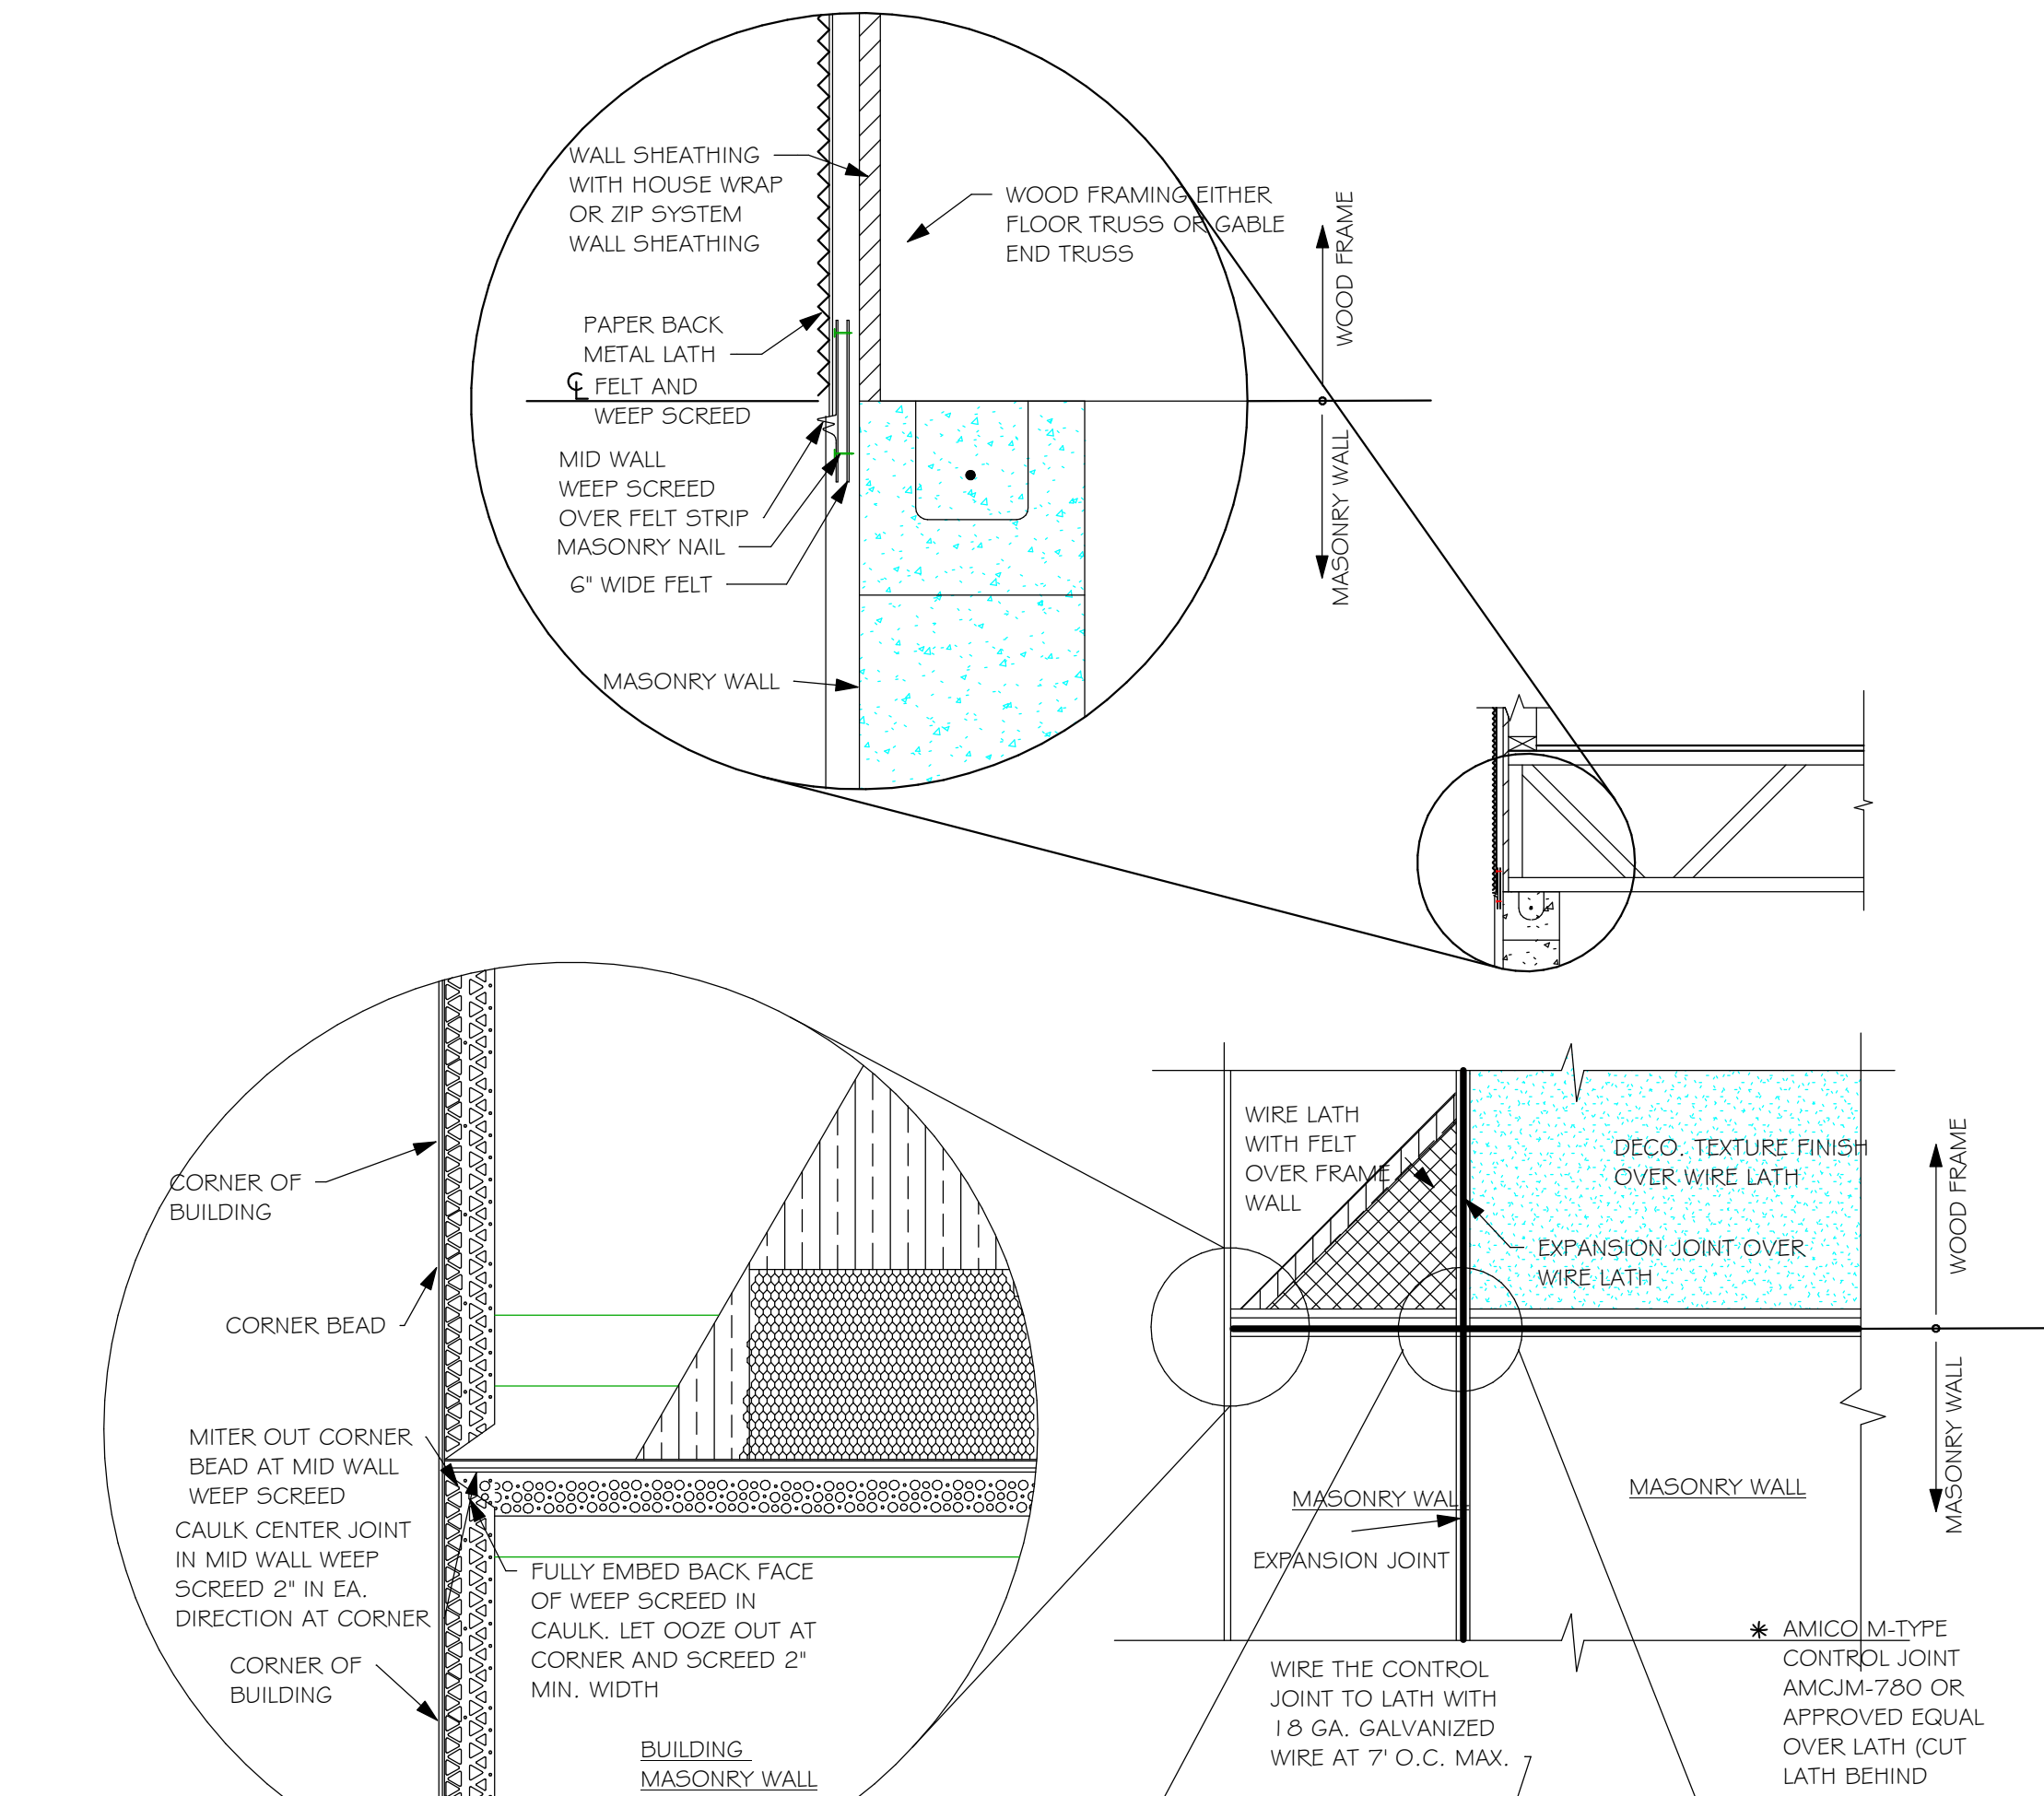 WALL SHEATHING
WITH HOUSE WRAP
OR ZIP SYSTEM
WALL SHEATHING
WOOD FRAMING EITHER
FLOOR TRUSS OR GABLE
END TRUSS
WOOD FRAME
PAPER BACK
METAL LATH
℄ FELT AND
WEEP SCREED
MID WALL
WEEP SCREED
OVER FELT STRIP
MASONRY NAIL
6" WIDE FELT
MASONRY WALL
MASONRY WALL
CORNER OF
BUILDING
CORNER BEAD
MITER OUT CORNER
BEAD AT MID WALL
WEEP SCREED
CAULK CENTER JOINT
IN MID WALL WEEP
SCREED 2" IN EA.
DIRECTION AT CORNER
CORNER OF
BUILDING
FULLY EMBED BACK FACE
OF WEEP SCREED IN
CAULK. LET OOZE OUT AT
CORNER AND SCREED 2"
MIN. WIDTH
BUILDING
MASONRY WALL
WIRE LATH
WITH FELT
OVER FRAME
WALL
DECO. TEXTURE FINISH
OVER WIRE LATH
EXPANSION JOINT OVER
WIRE LATH
WOOD FRAME
MASONRY WALL
MASONRY WALL
MASONRY WALL
EXPANSION JOINT
WIRE THE CONTROL
JOINT TO LATH WITH
18 GA. GALVANIZED
WIRE AT 7' O.C. MAX.
* AMICO M-TYPE
CONTROL JOINT
AMCJM-780 OR
APPROVED EQUAL
OVER LATH (CUT
LATH BEHIND